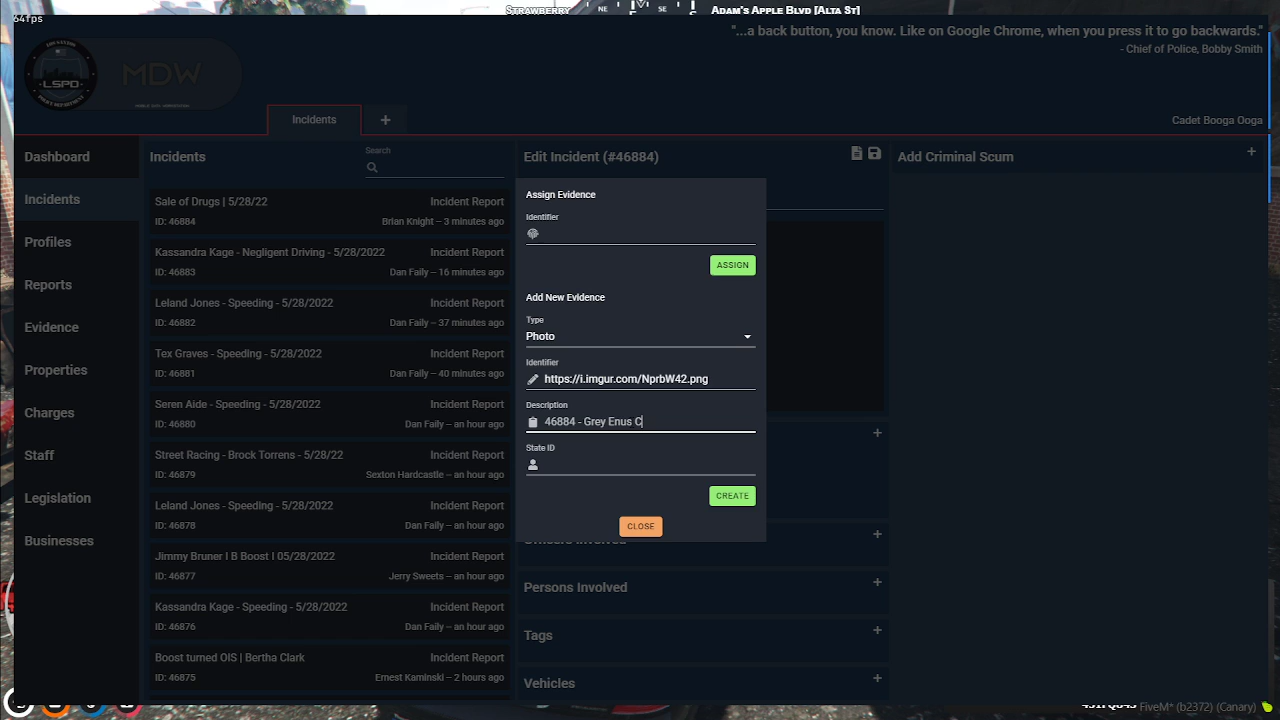 64fps
STRAWBERRY
NE
SE
ADAM'S APPLE BLVD [ALTA ST]
"...a back button, you know. Like on Google Chrome, when you press it to go backwards."
- Chief of Police, Bobby Smith
LSPD
MDW
Incidents
+
Cadet Booga Ooga
Dashboard
Incidents
Profiles
Reports
Evidence
Properties
Charges
Staff
Legislation
Businesses
Incidents
Search
Sale of Drugs | 5/28/22
Incident Report
ID: 46884
Brian Knight – 3 minutes ago
Kassandra Kage - Negligent Driving - 5/28/2022
Incident Report
ID: 46883
Dan Faily – 16 minutes ago
Leland Jones - Speeding - 5/28/2022
Incident Report
ID: 46882
Dan Faily – 37 minutes ago
Tex Graves - Speeding - 5/28/2022
Incident Report
ID: 46881
Dan Faily – 40 minutes ago
Seren Aide - Speeding - 5/28/2022
Incident Report
ID: 46880
Dan Faily – an hour ago
Street Racing - Brock Torrens - 5/28/2022
Incident Report
ID: 46879
Sexton Hardcastle – an hour ago
Leland Jones - Speeding - 5/28/2022
Incident Report
ID: 46878
Dan Faily – an hour ago
Jimmy Bruner I B Boost I 05/28/2022
Incident Report
ID: 46877
Jerry Sweets – an hour ago
Kassandra Kage - Speeding - 5/28/2022
Incident Report
ID: 46876
Dan Faily – an hour ago
Boost turned OIS | Bertha Clark
Incident Report
ID: 46875
Ernest Kaminski – 2 hours ago
Edit Incident (#46884)
Assign Evidence
Identifier
ASSIGN
Add New Evidence
Type
Photo
Identifier
https://i.imgur.com/NprbW42.png
Description
46884 - Grey Enus C
State ID
CREATE
CLOSE
Officers Involved
+
Persons Involved
+
Tags
+
Vehicles
+
Add Criminal Scum
+
FiveM* (b2372) (Canary)